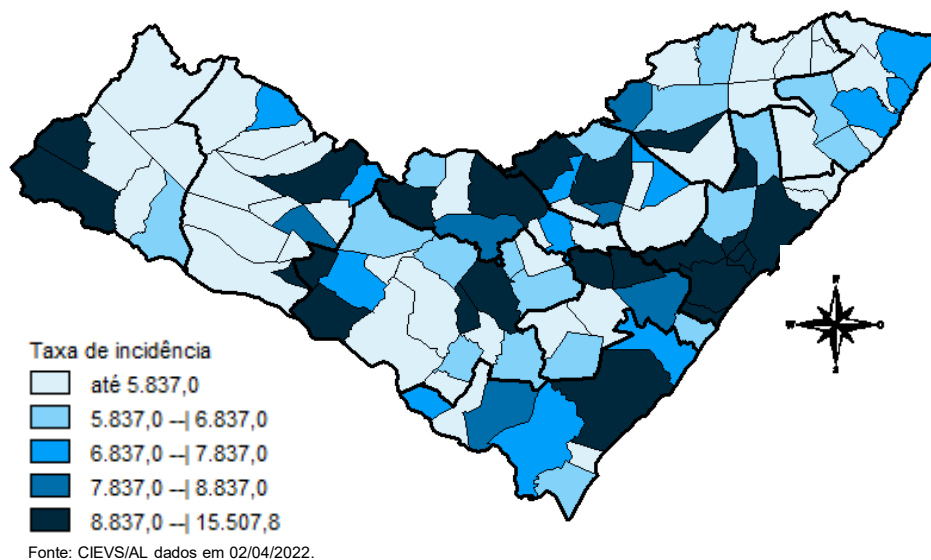 Taxa de incidência
até 5.837,0
5.837,0 --| 6.837,0
6.837,0 --| 7.837,0
7.837,0 --| 8.837,0
8.837,0 --| 15.507,8
Fonte: CIEVS/AL dados em 02/04/2022.